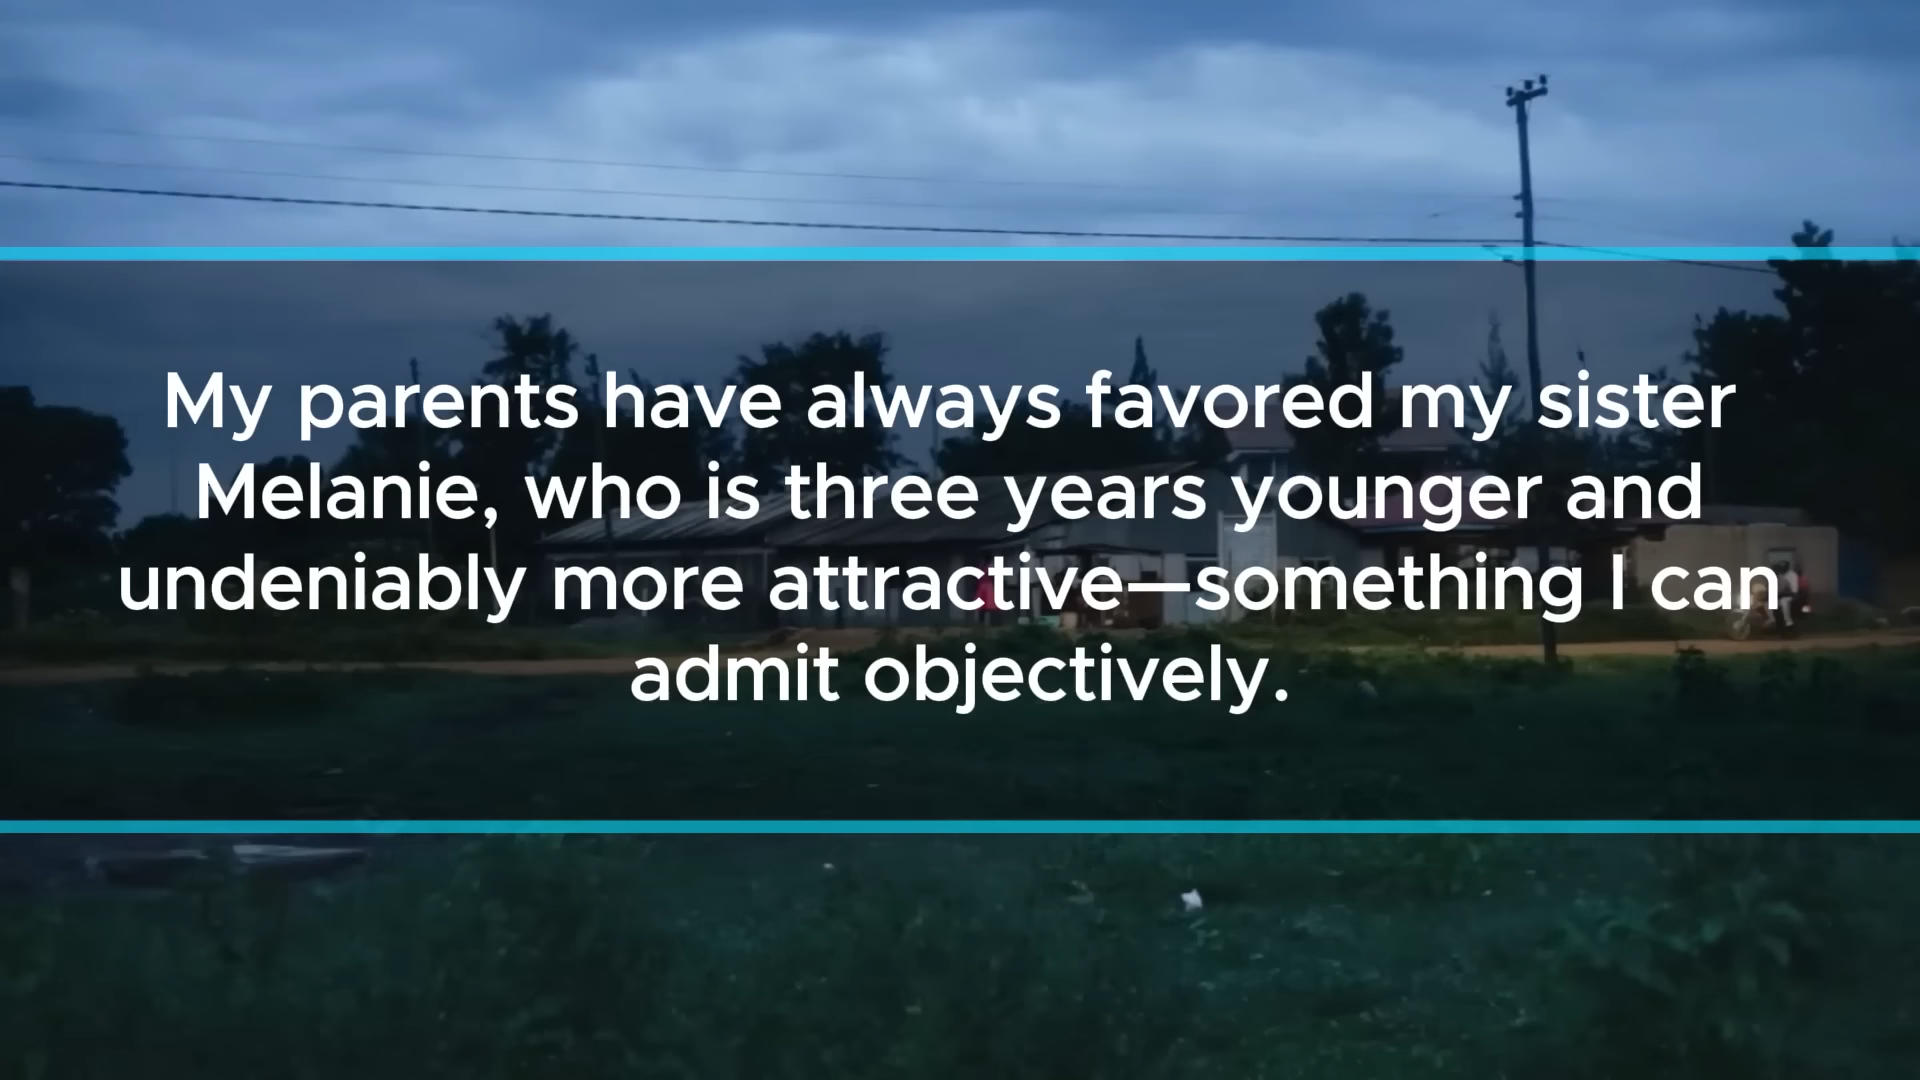 My parents have always favored my sister
Melanie, who is three years younger and
undeniably more attractive—something I can
admit objectively.